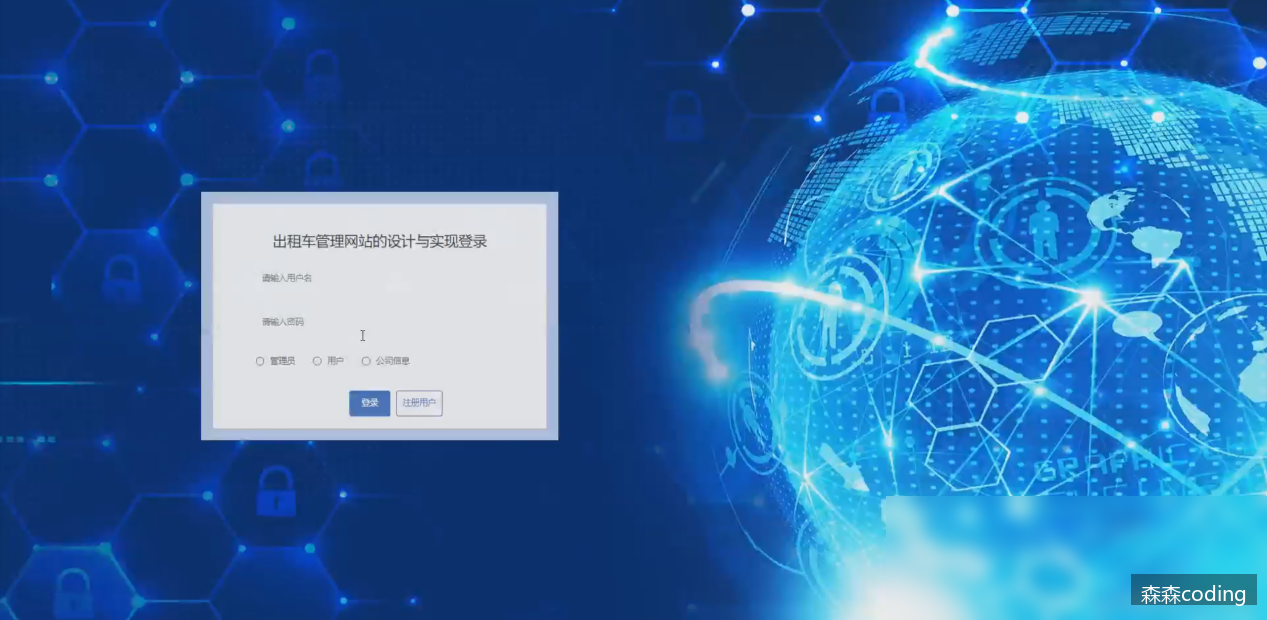 出租车管理网站的设计与实现登录
请输入用户名
请输入密码
管理员 用户 公司信息
登录 注册用户
GRAPHIC
森森coding